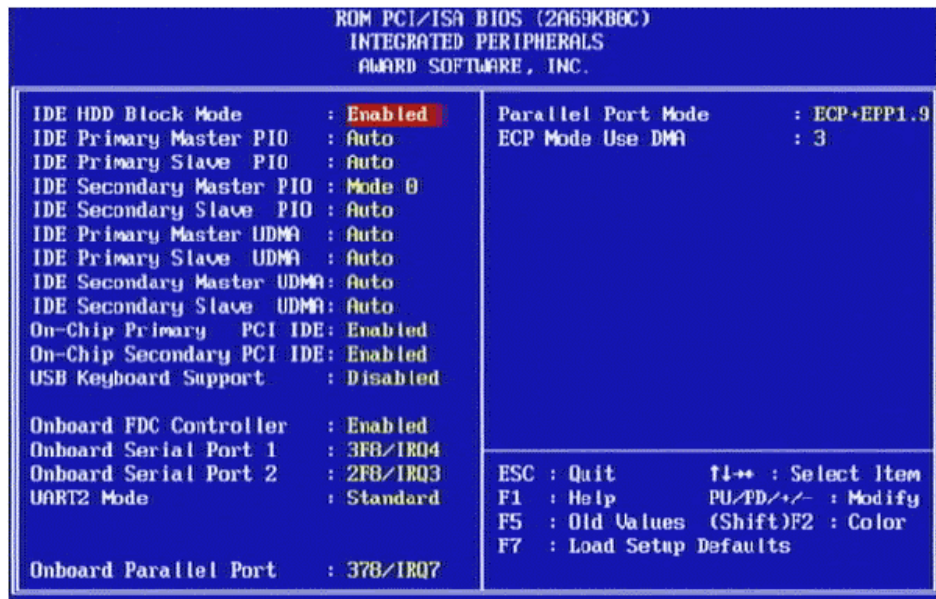 ROM PCI/ISA BIOS (2A69KB0C)
INTEGRATED PERIPHERALS
AWARD SOFTWARE, INC.
IDE HDD Block Mode : Enabled
IDE Primary Master PIO : Auto
IDE Primary Slave PIO : Auto
IDE Secondary Master PIO : Mode 0
IDE Secondary Slave PIO : Auto
IDE Primary Master UDMA : Auto
IDE Primary Slave UDMA : Auto
IDE Secondary Master UDMA: Auto
IDE Secondary Slave UDMA: Auto
On-Chip Primary PCI IDE: Enabled
On-Chip Secondary PCI IDE: Enabled
USB Keyboard Support : Disabled
Onboard FDC Controller : Enabled
Onboard Serial Port 1 : 3F8/IRQ4
Onboard Serial Port 2 : 2F8/IRQ3
UART2 Mode : Standard
Onboard Parallel Port : 378/IRQ7
Parallel Port Mode : ECP+EPP1.9
ECP Mode Use DMA : 3
ESC : Quit ↑↓→← : Select Item
F1 : Help PU/PD/+/- : Modify
F5 : Old Values (Shift)F2 : Color
F7 : Load Setup Defaults